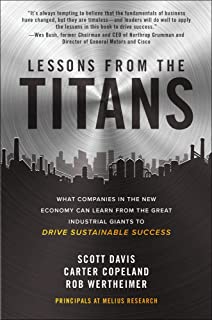 "It's always tempting to believe that the fundamentals of business
have changed, but they are timeless—and leaders will do well to apply
the lessons in this book to drive success."
—Wes Bush, former Chairman and CEO of Northrop Grumman and
Director of General Motors and Cisco
LESSONS FROM THE
TITANS
WHAT COMPANIES IN THE NEW
ECONOMY CAN LEARN FROM THE GREAT
INDUSTRIAL GIANTS TO
DRIVE SUSTAINABLE SUCCESS
SCOTT DAVIS
CARTER COPELAND
ROB WERTHEIMER
PRINCIPALS AT MELIUS RESEARCH